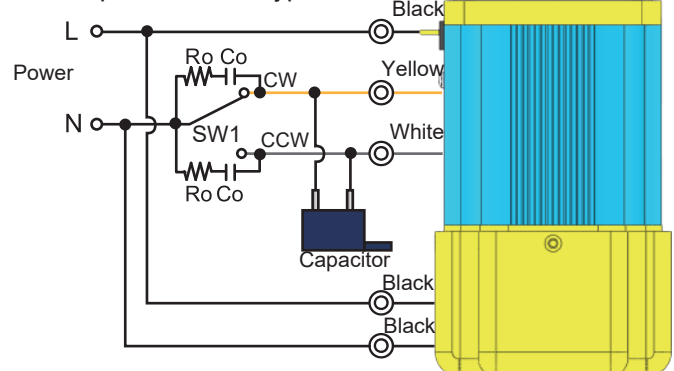 Black
L
Ro Co
Power
Yellow
CW
N
SW1
White
CCW
Ro Co
Capacitor
Black
Black